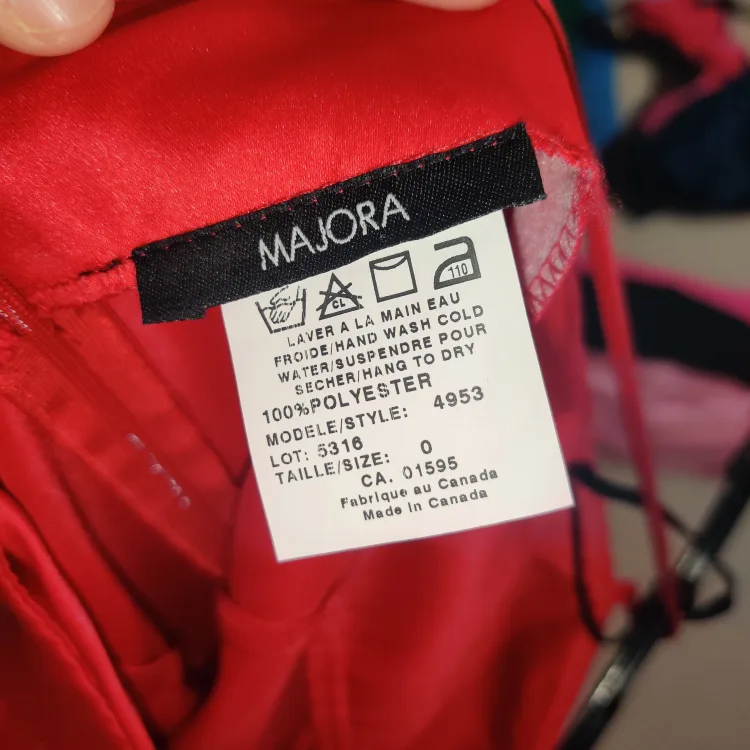 MAJORA
CL
110
LAVER A LA MAIN EAU
FROIDE/HAND WASH COLD
WATER/SUSPENDRE POUR
SECHER/HANG TO DRY
100%POLYESTER
MODELE/STYLE: 4953
LOT: 5316
TAILLE/SIZE: 0
CA. 01595
Fabrique au Canada
Made in Canada